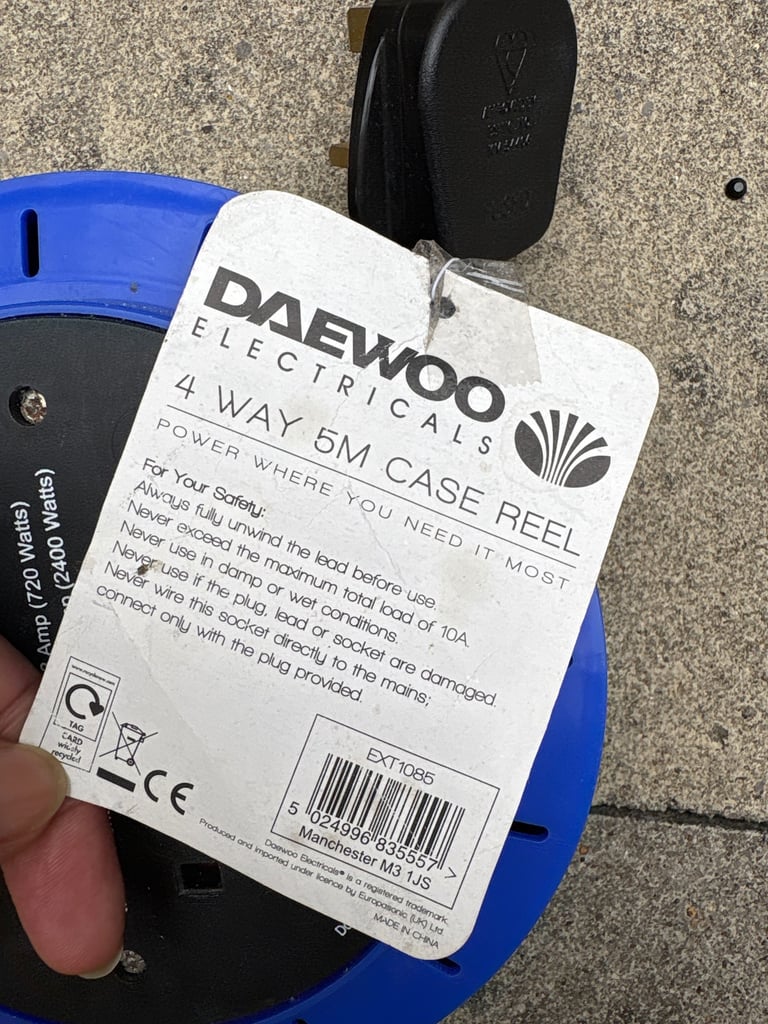 DAEWOO
ELECTRICALS
4 WAY 5M CASE REEL
POWER WHERE YOU NEED IT MOST
For Your Safety:
Always fully unwind the lead before use.
Never exceed the maximum total load of 10A.
Never use in damp or wet conditions.
Never use if the plug, lead or socket are damaged.
Never wire this socket directly to the mains;
connect only with the plug provided.
TAG
CARD
widely
recycled
CE
EXT1085
5 024996 835557 >
Manchester M3 1JS
Daewoo Electricals® is a registered trademark.
Produced and imported under licence by Europasonic (UK) Ltd.
MADE IN CHINA
Amp (720 Watts)
(2400 Watts)